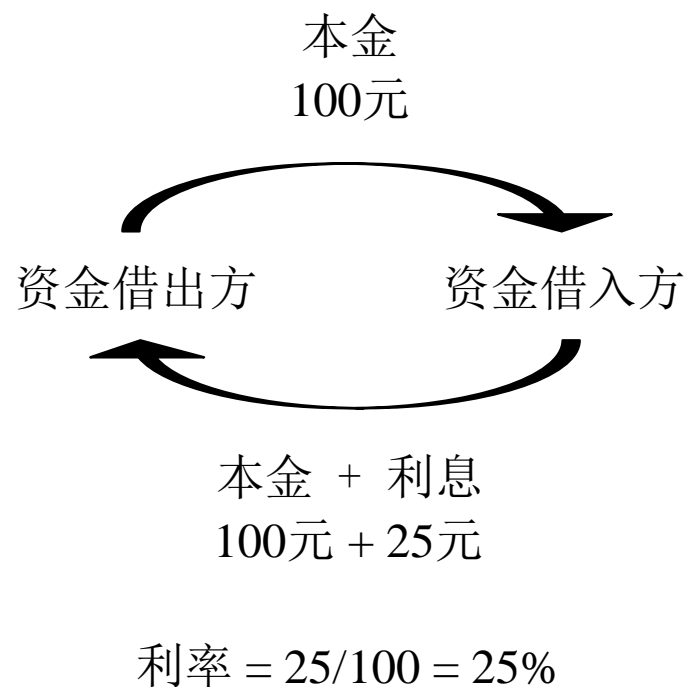 本金
100元
资金借出方
资金借入方
本金 + 利息
100元 + 25元
利率 = 25/100 = 25%